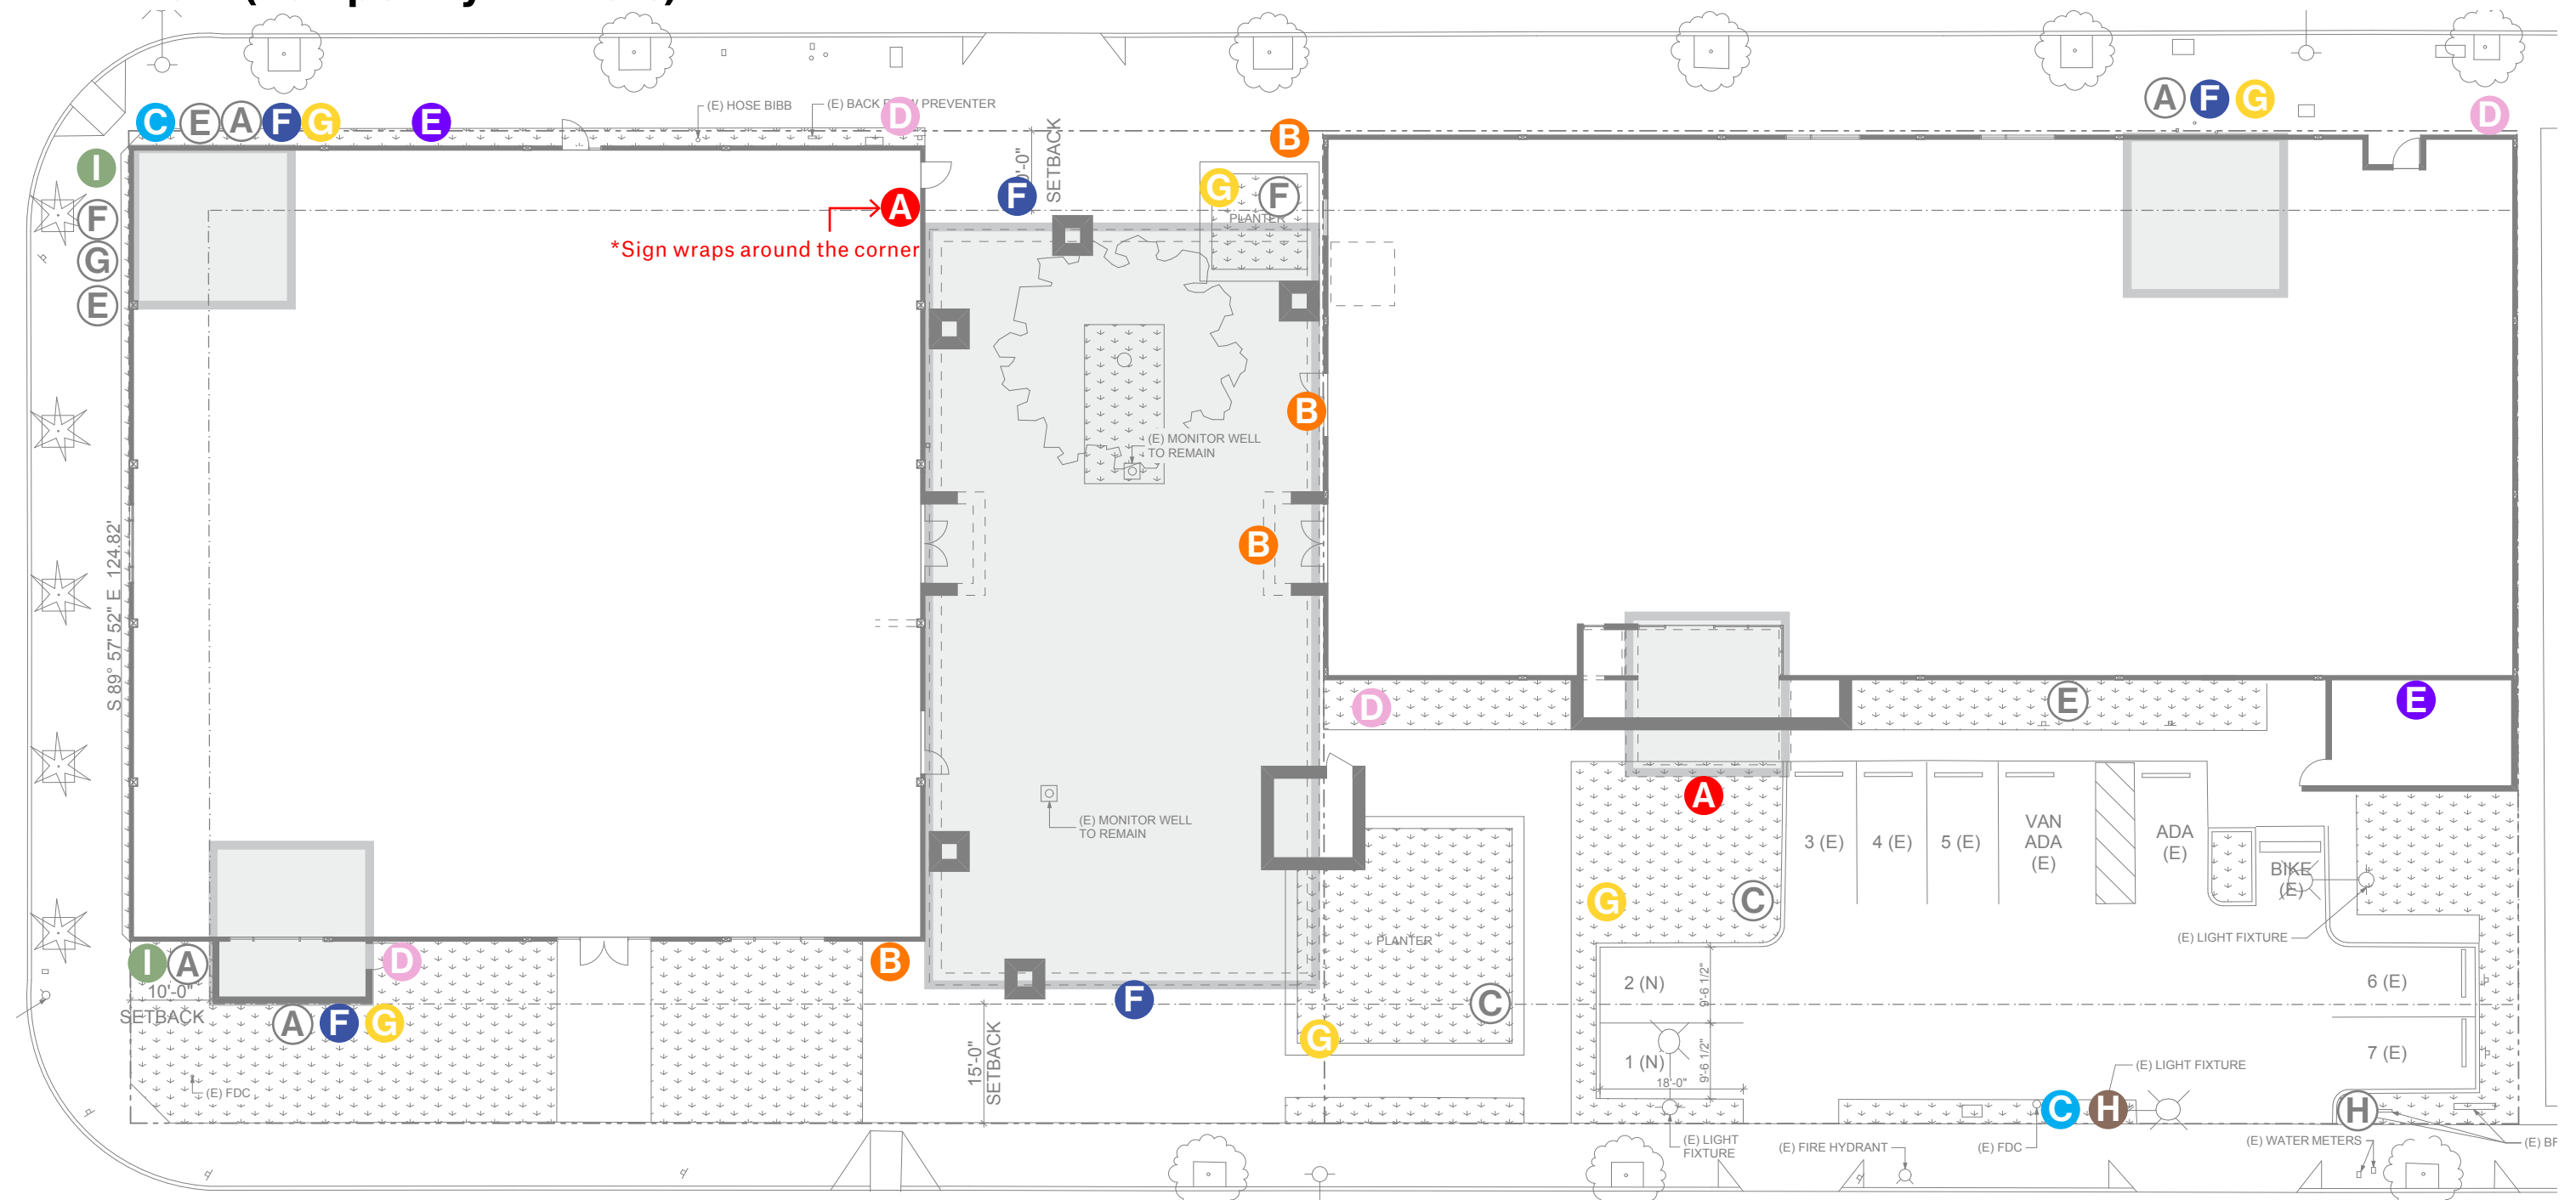 C E A F G E
(E) HOSE BIBB
(E) BACK PREVENTER
D
B
A F G
D
I
F
G
E
A
*Sign wraps around the corner
F
SETBACK
G F
PLANTER
B
(E) MONITOR WELL
TO REMAIN
B
S 89° 57' 52" E 124.82'
D
E
E
A
(E) MONITOR WELL
TO REMAIN
3 (E)
4 (E)
5 (E)
VAN
ADA
(E)
ADA
(E)
BIKE
(E)
G
C
PLANTER
(E) LIGHT FIXTURE
I A
D
B
10'-0"
SETBACK
A F G
F
C
G
2 (N)
9'-6 1/2"
1 (N)
9'-6 1/2"
18'-0"
6 (E)
7 (E)
15'-0"
SETBACK
(E) FDC
(E) LIGHT FIXTURE
C H
H
(E) LIGHT
FIXTURE
(E) FIRE HYDRANT
(E) FDC
(E) WATER METERS